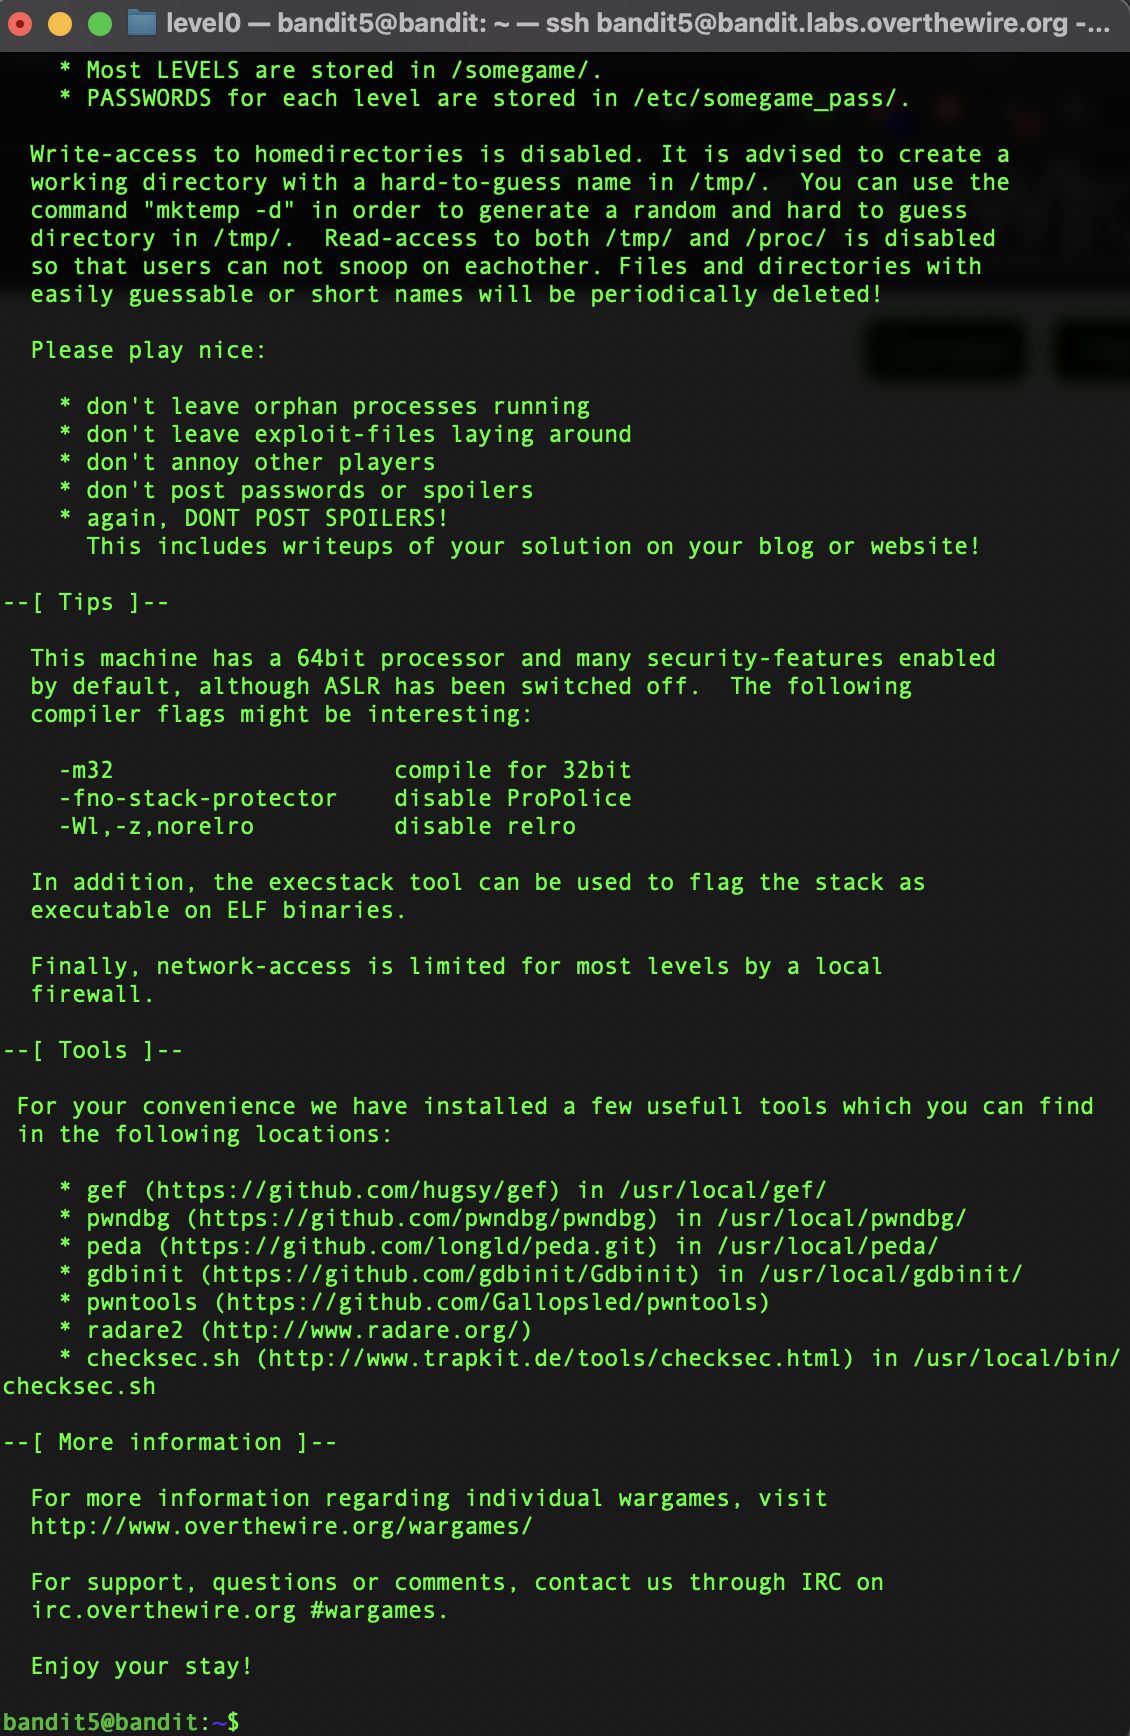 level0 — bandit5@bandit: ~ — ssh bandit5@bandit.labs.overthewire.org -...
* Most LEVELS are stored in /somegame/.
* PASSWORDS for each level are stored in /etc/somegame_pass/.
Write-access to homedirectories is disabled. It is advised to create a
working directory with a hard-to-guess name in /tmp/.  You can use the
command "mktemp -d" in order to generate a random and hard to guess
directory in /tmp/.  Read-access to both /tmp/ and /proc/ is disabled
so that users can not snoop on eachother. Files and directories with
easily guessable or short names will be periodically deleted!
Please play nice:
* don't leave orphan processes running
* don't leave exploit-files laying around
* don't annoy other players
* don't post passwords or spoilers
* again, DONT POST SPOILERS!
This includes writeups of your solution on your blog or website!
--[ Tips ]--
This machine has a 64bit processor and many security-features enabled
by default, although ASLR has been switched off.  The following
compiler flags might be interesting:
-m32                    compile for 32bit
-fno-stack-protector    disable ProPolice
-Wl,-z,norelro          disable relro
In addition, the execstack tool can be used to flag the stack as
executable on ELF binaries.
Finally, network-access is limited for most levels by a local
firewall.
--[ Tools ]--
For your convenience we have installed a few usefull tools which you can find
in the following locations:
* gef (https://github.com/hugsy/gef) in /usr/local/gef/
* pwndbg (https://github.com/pwndbg/pwndbg) in /usr/local/pwndbg/
* peda (https://github.com/longld/peda.git) in /usr/local/peda/
* gdbinit (https://github.com/gdbinit/Gdbinit) in /usr/local/gdbinit/
* pwntools (https://github.com/Gallopsled/pwntools)
* radare2 (http://www.radare.org/)
* checksec.sh (http://www.trapkit.de/tools/checksec.html) in /usr/local/bin/
checksec.sh
--[ More information ]--
For more information regarding individual wargames, visit
http://www.overthewire.org/wargames/
For support, questions or comments, contact us through IRC on
irc.overthewire.org #wargames.
Enjoy your stay!
bandit5@bandit:~$